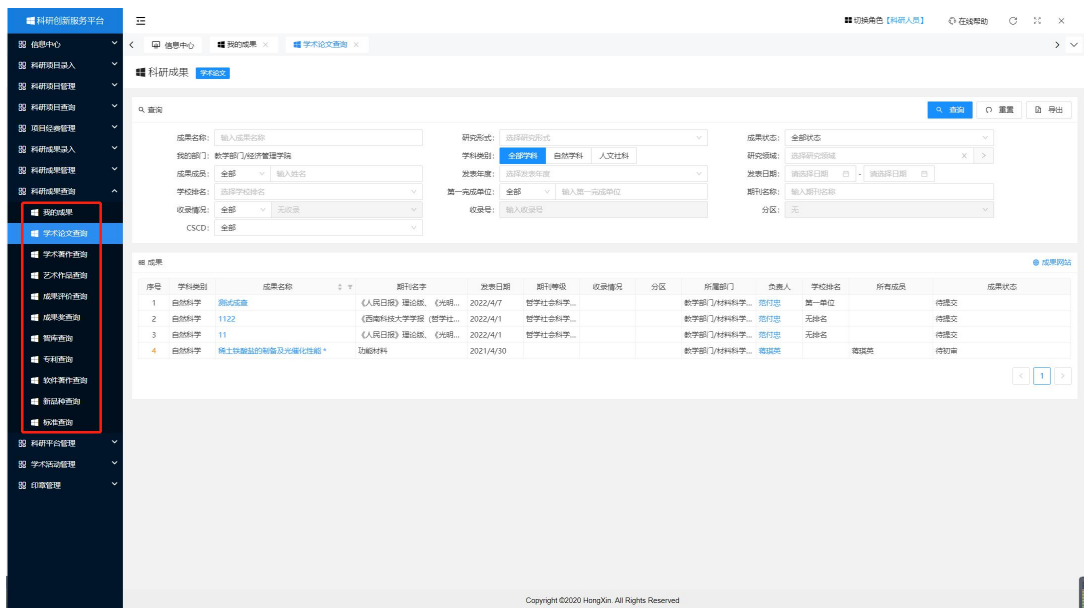 科研创新服务平台
切换角色【科研人员】 在线帮助
信息中心
科研项目录入
科研项目管理
科研项目查询
项目经费管理
科研成果录入
科研成果管理
科研成果查询
我的成果
学术论文查询
学术著作查询
艺术作品查询
成果评价查询
成果奖查询
智库查询
专利查询
软件著作查询
新品种查询
标准查询
科研平台管理
学术活动管理
印章管理
信息中心 我的成果 × 学术论文查询 ×
科研成果 学术论文
查询 查询 重置 导出
成果名称: 输入成果名称 研究形式: 选择研究形式 成果状态: 全部状态
我的部门: 教学部门/经济管理学院 学科类别: 全部学科 自然学科 人文社科 研究领域: 选择研究领域 × >
成果成员: 全部 输入姓名 发表年度: 选择发表年度 发表日期: 请选择日期 - 请选择日期
学校排名: 选择学校排名 第一完成单位: 全部 输入第一完成单位 期刊名称: 输入期刊名称
收录情况: 全部 无收录 收录号: 输入收录号 分区: 无
CSCD: 全部
成果 成果网站
序号 学科类别 成果名称 期刊名字 发表日期 期刊等级 收录情况 分区 所属部门 负责人 学校排名 所有成员 成果状态
1 自然科学 测试成查 《人民日报》理论版、《光明... 2022/4/7 哲学社会科学... 教学部门/材料科学... 范付忠 第一单位 待提交
2 自然科学 1122 《西南科技大学学报 (哲学社... 2022/4/1 哲学社会科学... 教学部门/材料科学... 范付忠 无排名 待提交
3 自然科学 11 《人民日报》理论版、《光明... 2022/4/1 哲学社会科学... 教学部门/材料科学... 范付忠 无排名 待提交
4 自然科学 稀土铁酸盐的制备及光催化性能 * 功能材料 2021/4/30 教学部门/材料科学... 蒋琪英 蒋琪英 待初审
< 1 >
Copyright ©2020 HongXin. All Rights Reserved